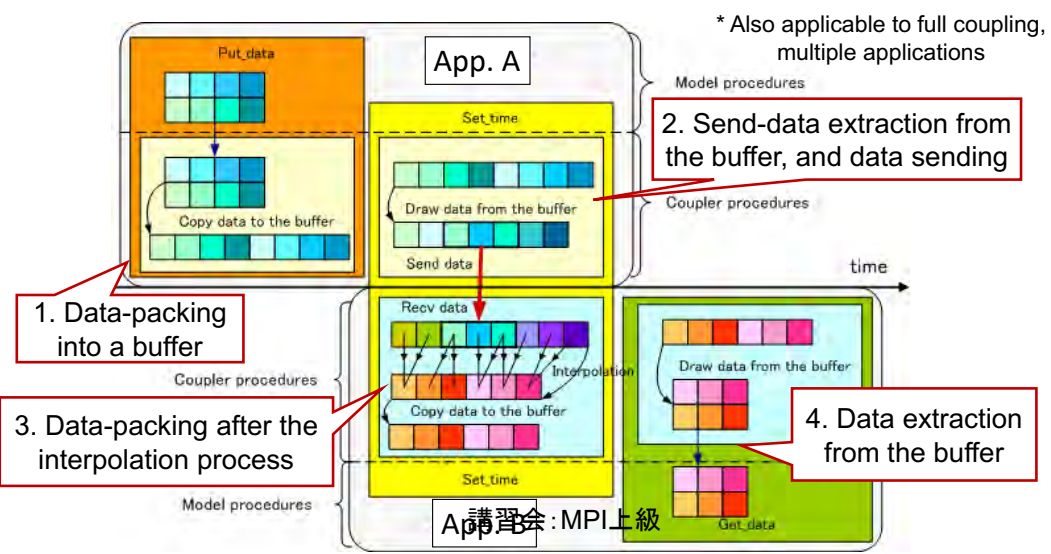 * Also applicable to full coupling,
multiple applications
Put_data
App. A
Model procedures
Set_time
2. Send-data extraction from
the buffer, and data sending
Copy data to the buffer
Draw data from the buffer
Send data
Coupler procedures
time
1. Data-packing
into a buffer
Recv data
Interpolation
Draw data from the buffer
Coupler procedures
Copy data to the buffer
3. Data-packing after the
interpolation process
4. Data extraction
from the buffer
Set_time
Model procedures
App. B
講習会：MPI上級
Get_data